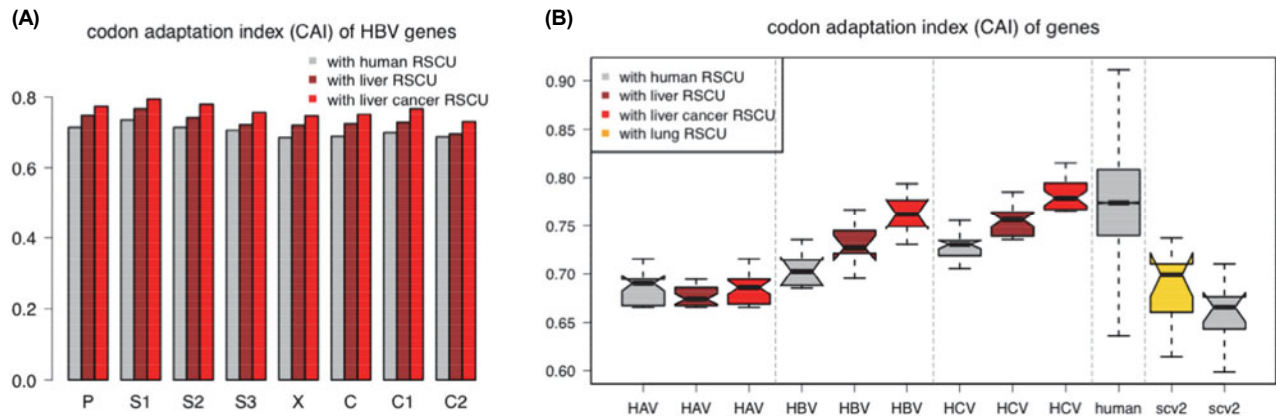 (A)
codon adaptation index (CAI) of HBV genes
with human RSCU
with liver RSCU
with liver cancer RSCU
0.8
0.6
0.4
0.2
0.0
P S1 S2 S3 X C C1 C2
(B)
codon adaptation index (CAI) of genes
with human RSCU
with liver RSCU
with liver cancer RSCU
with lung RSCU
0.90
0.85
0.80
0.75
0.70
0.65
0.60
HAV HAV HAV HBV HBV HBV HCV HCV HCV human scv2 scv2